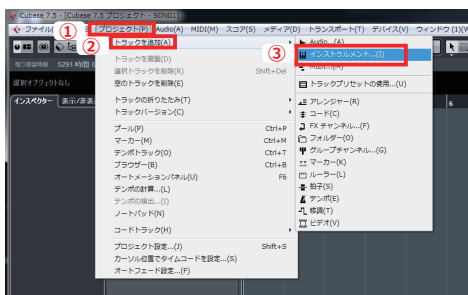 Cubase 7.5 - [Cubase 7.5 プロジェクト - SONG1]
ファイル(
①
プロジェクト(P)
Audio(A)
MIDI(M)
スコア(S)
メディア(D)
トランスポート(T)
デバイス(V)
ウィンドウ (1)(W
②
トラックを追加(A)
③
Audio...(A)
インストゥルメント...(I)
トラックを複製(D)
選択トラックを削除(R) Shift+Del
空のトラックを削除(E)
トラックプリセットの使用...(U)
トラックの折りたたみ(T)
トラックバージョン(C)
アレンジャー(R)
コード(C)
FX チャンネル...(F)
フォルダー(O)
グループチャンネル...(G)
マーカー(K)
ルーラー(L)
拍子(S)
テンポ(E)
移調(T)
ビデオ(V)
プール(P) Ctrl+P
マーカー(M) Ctrl+M
テンポトラック(O) Ctrl+T
ブラウザー(B) Ctrl+B
オートメーションパネル(U) F6
テンポの計算...(L)
テンポの検出...(I)
ノートパッド(N)
コードトラック(H)
プロジェクト設定...(J) Shift+S
カーソル位置でタイムコードを設定...(S)
オートフェード設定...(F)
残り録音時間 5291 時間
選択オブジェクトなし
インスペクター
表示/非表
6